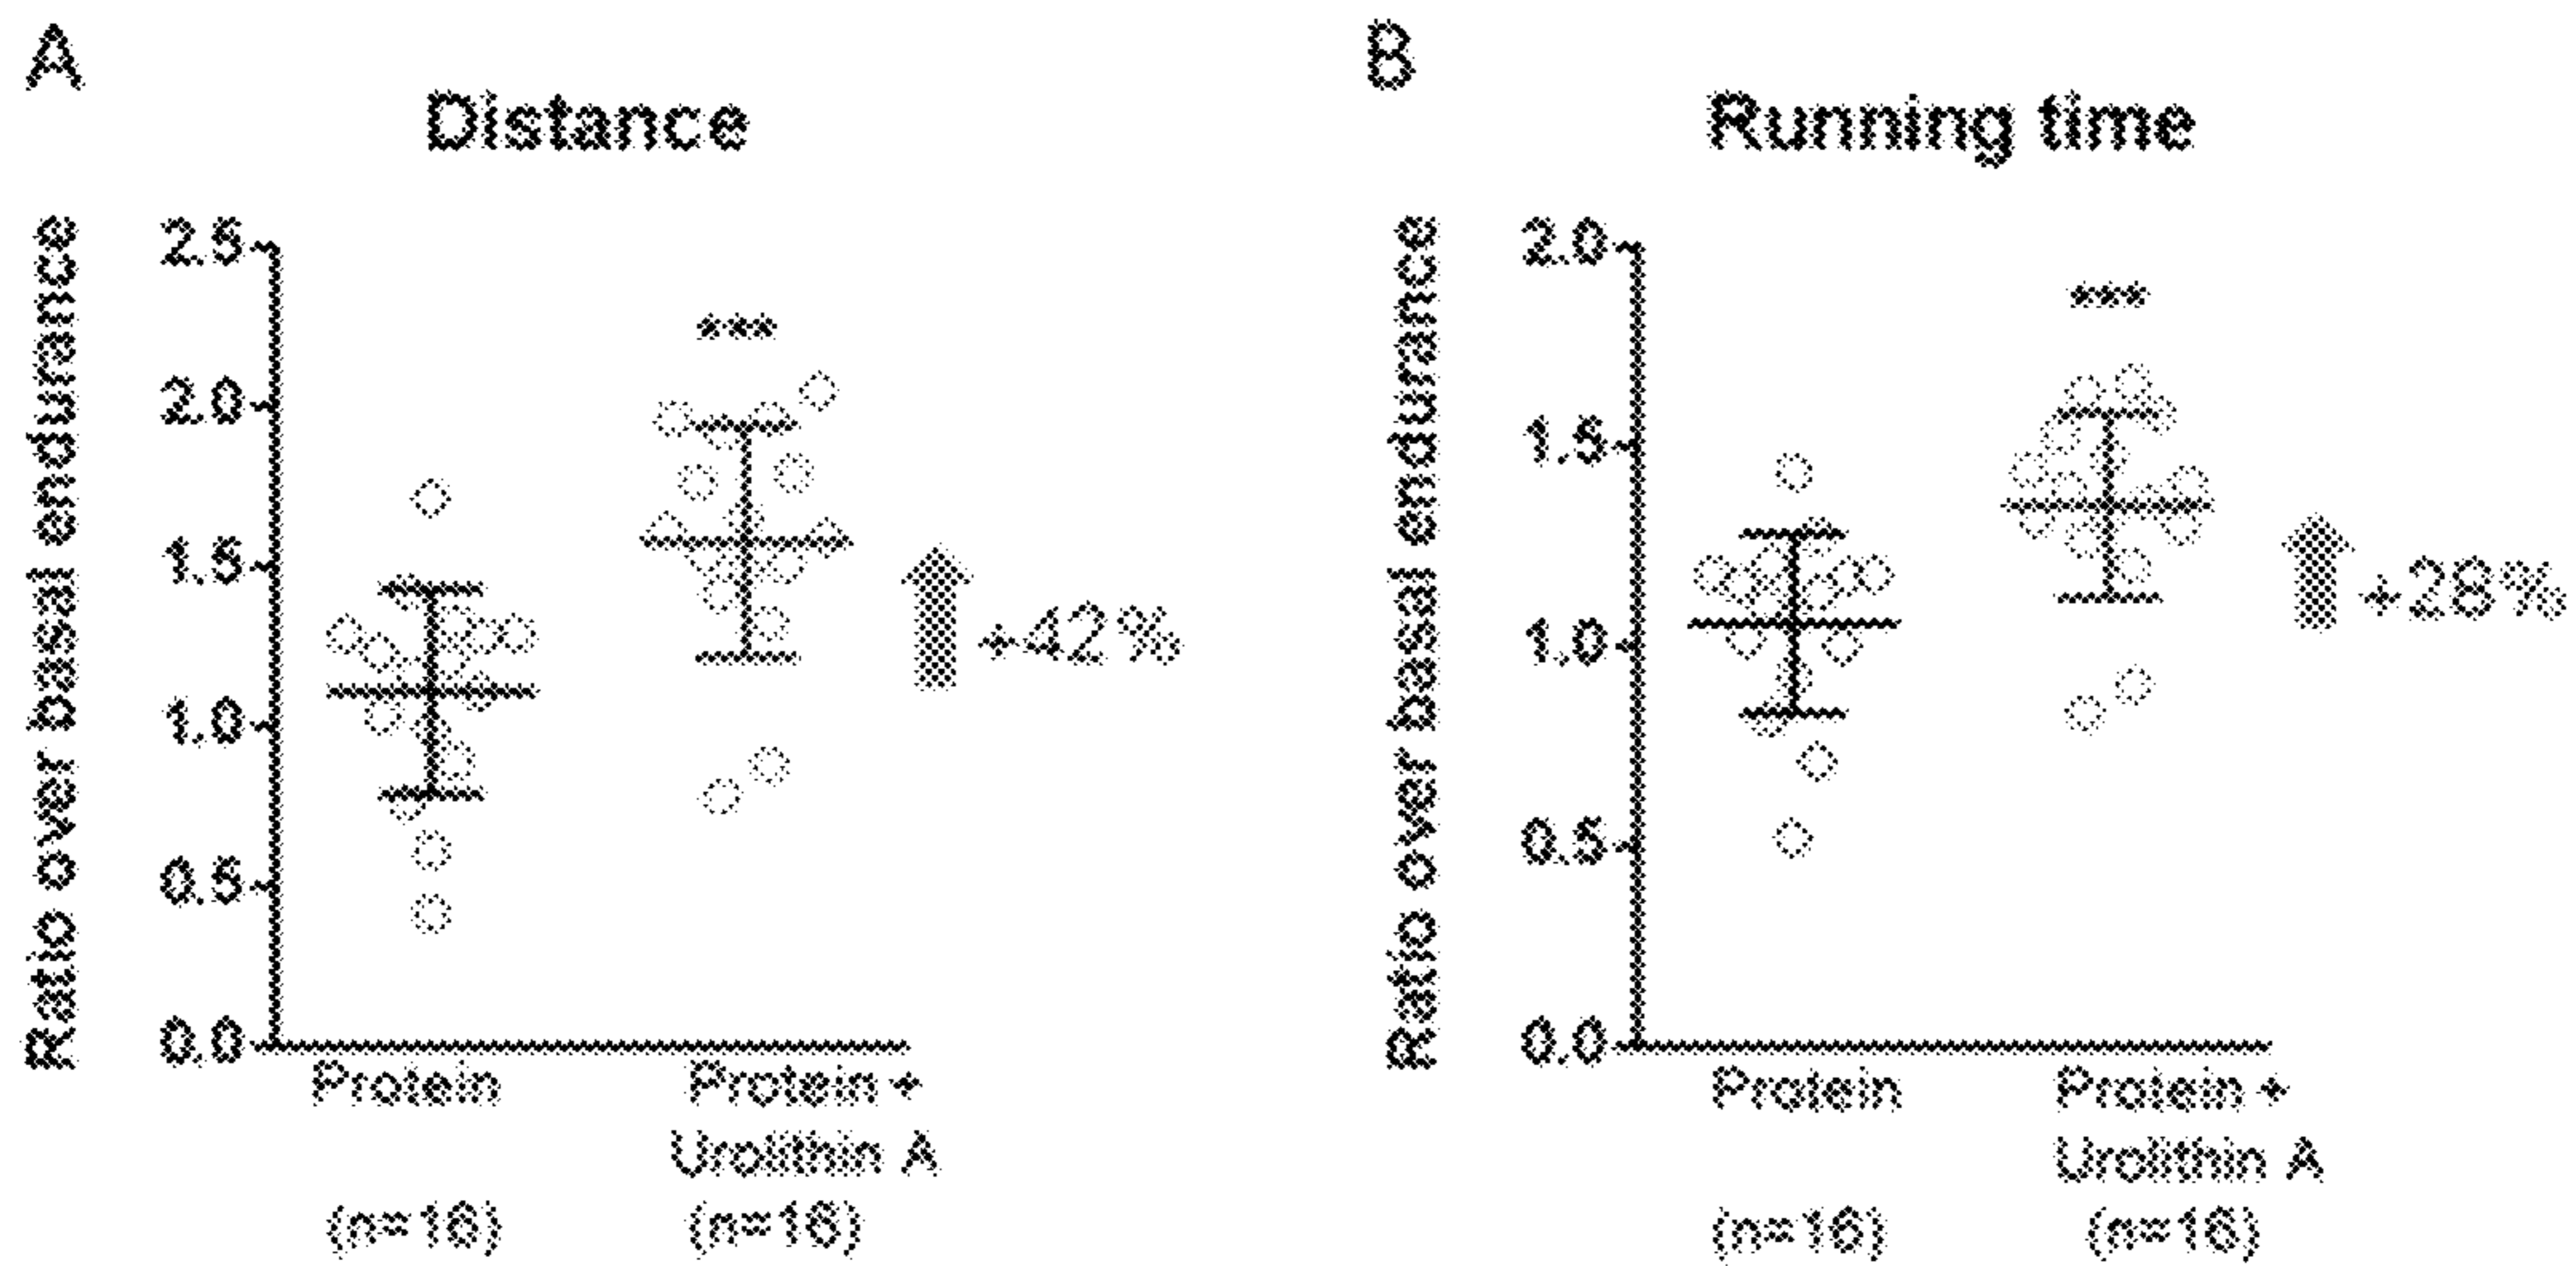 A
Distance
Ratio over basal endurance
2.5
2.0
1.5
1.0
0.5
0.0
***
+42%
Protein
(n=16)
Protein +
Urolithin A
(n=16)
B
Running time
Ratio over basal endurance
2.0
1.5
1.0
0.5
0.0
***
+28%
Protein
(n=16)
Protein +
Urolithin A
(n=16)